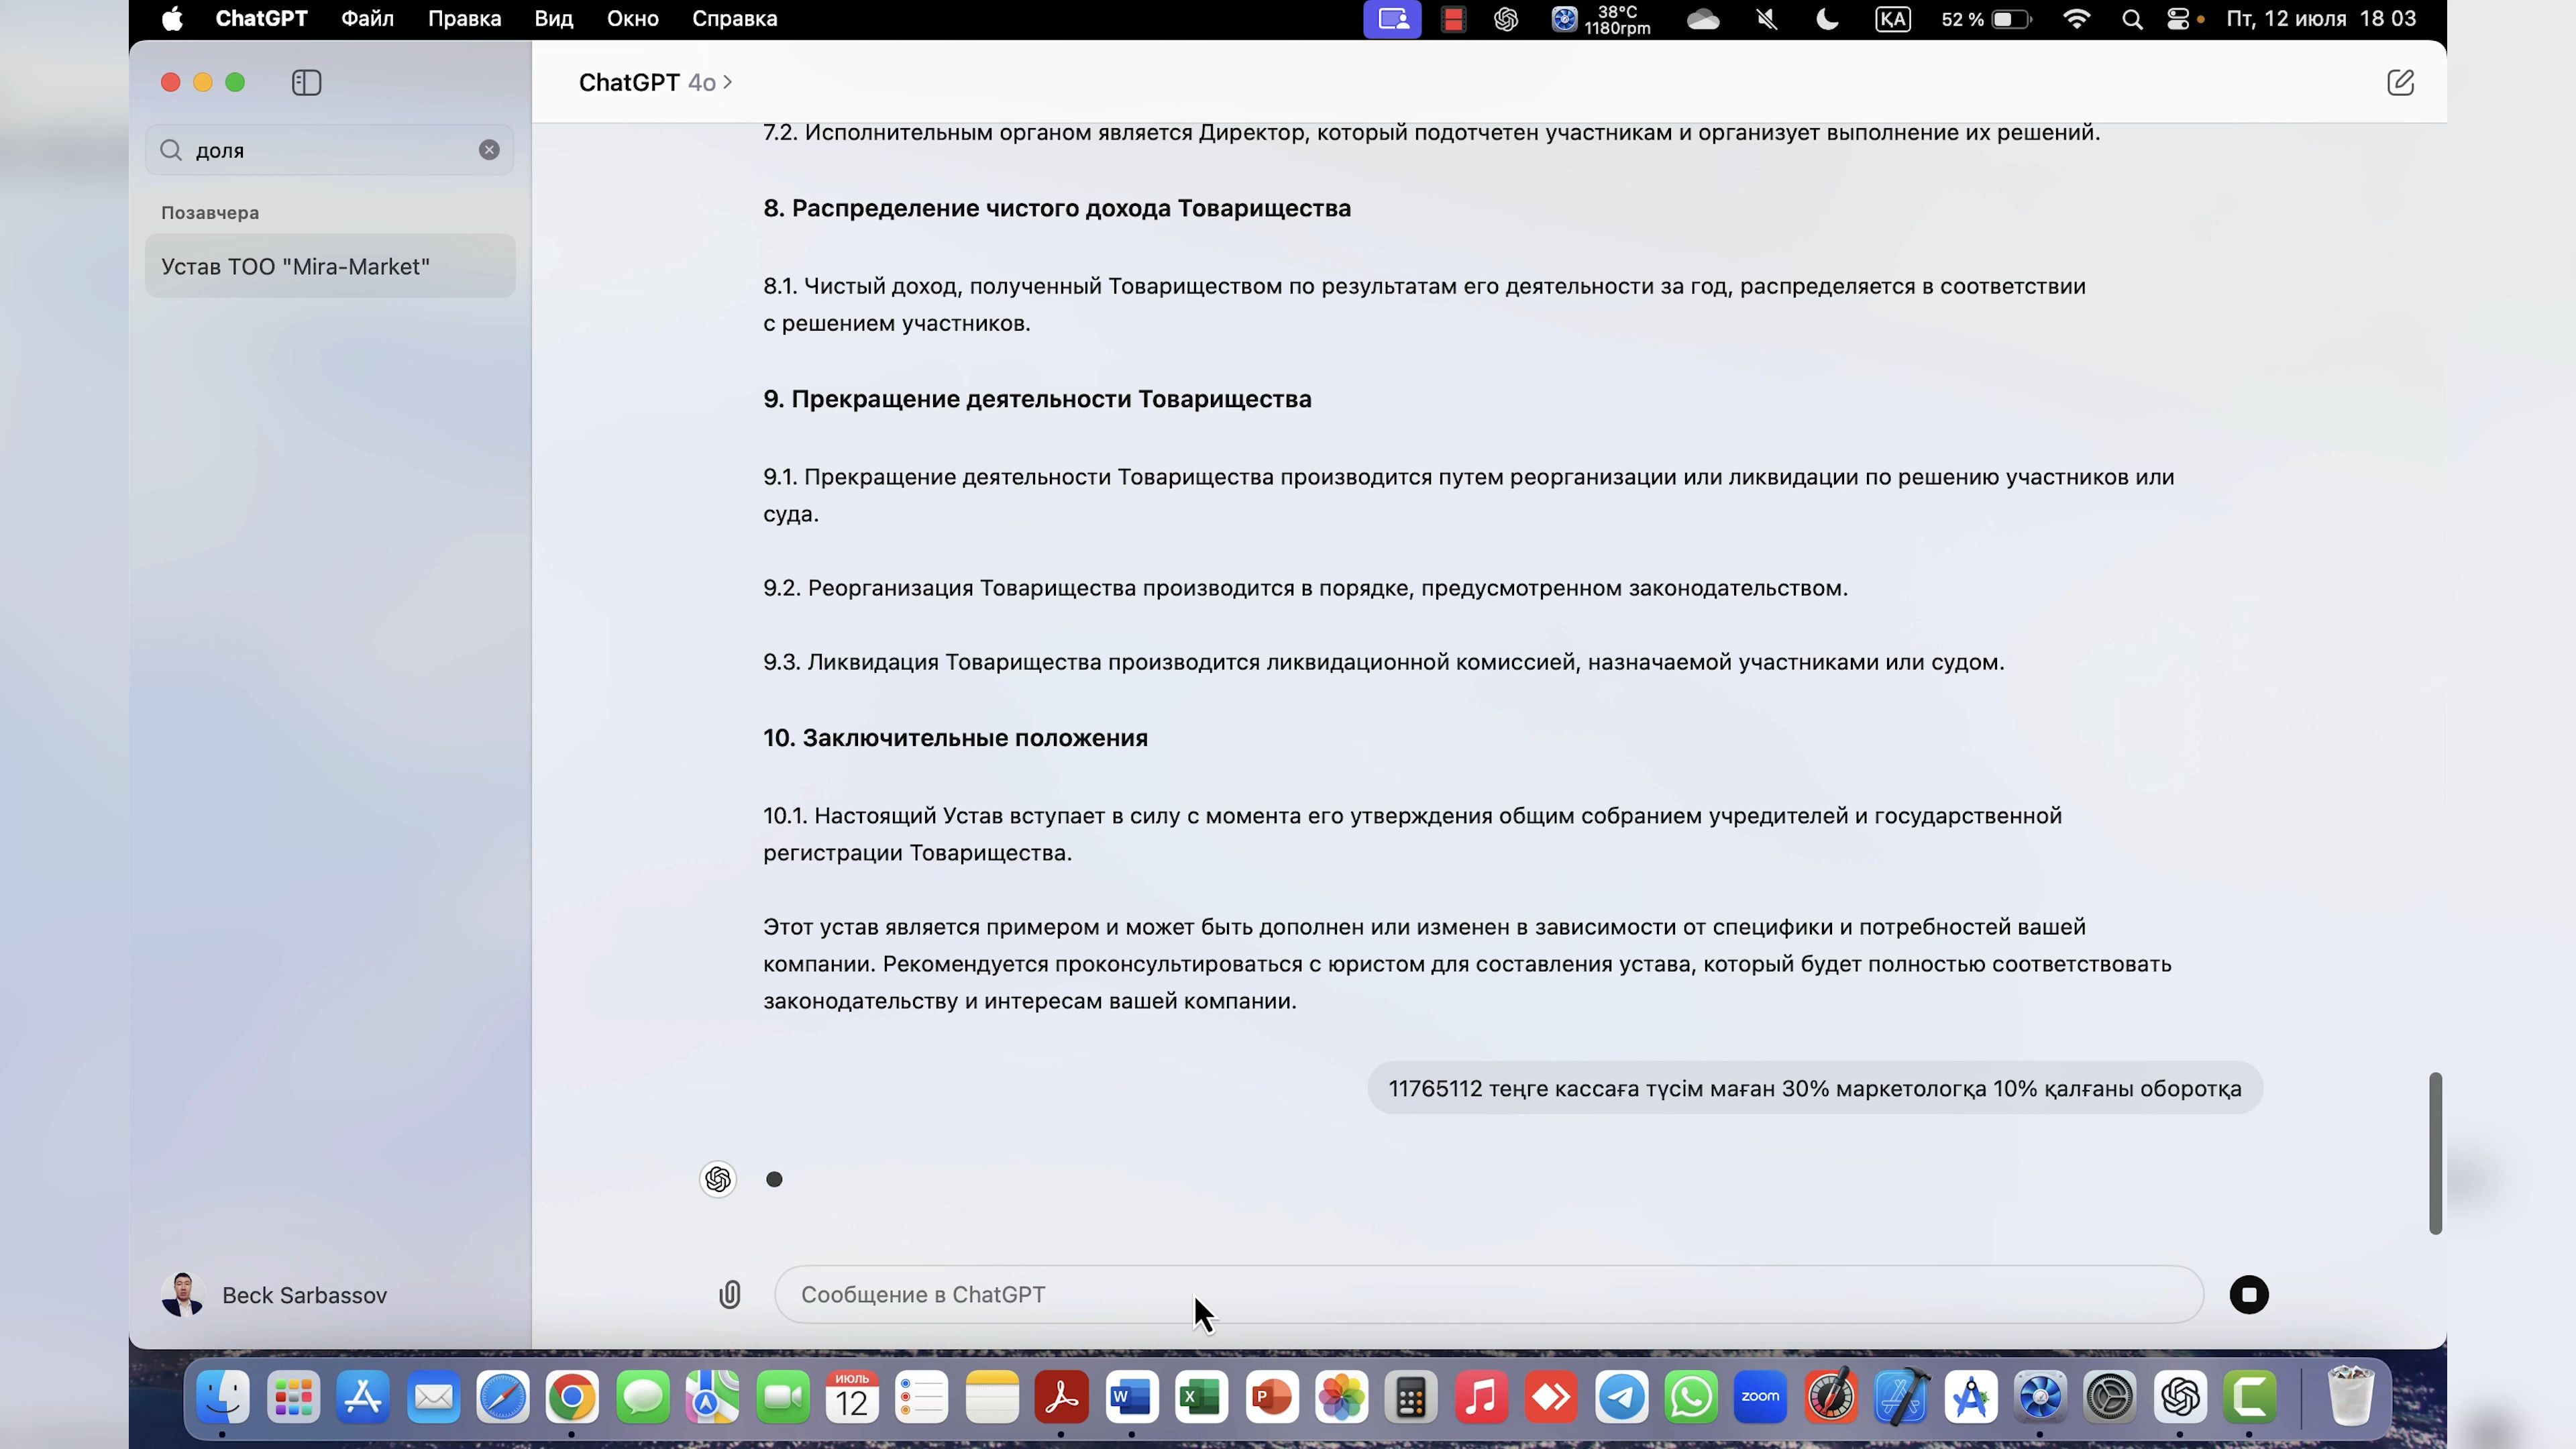 ChatGPT Файл Правка Вид Окно Справка
38°C
1180rpm
KA
52 %
Пт, 12 июля 18 03
ChatGPT 4o
доля
Позавчера
Устав ТОО "Mira-Market"
7.2. Исполнительным органом является Директор, который подотчетен участникам и организует выполнение их решений.
8. Распределение чистого дохода Товарищества
8.1. Чистый доход, полученный Товариществом по результатам его деятельности за год, распределяется в соответствии
с решением участников.
9. Прекращение деятельности Товарищества
9.1. Прекращение деятельности Товарищества производится путем реорганизации или ликвидации по решению участников или
суда.
9.2. Реорганизация Товарищества производится в порядке, предусмотренном законодательством.
9.3. Ликвидация Товарищества производится ликвидационной комиссией, назначаемой участниками или судом.
10. Заключительные положения
10.1. Настоящий Устав вступает в силу с момента его утверждения общим собранием учредителей и государственной
регистрации Товарищества.
Этот устав является примером и может быть дополнен или изменен в зависимости от специфики и потребностей вашей
компании. Рекомендуется проконсультироваться с юристом для составления устава, который будет полностью соответствовать
законодательству и интересам вашей компании.
11765112 теңге кассаға түсім маған 30% маркетологқа 10% қалғаны оборотқа
Beck Sarbassov
Сообщение в ChatGPT
ИЮЛЬ
12
W
X
P
zoom